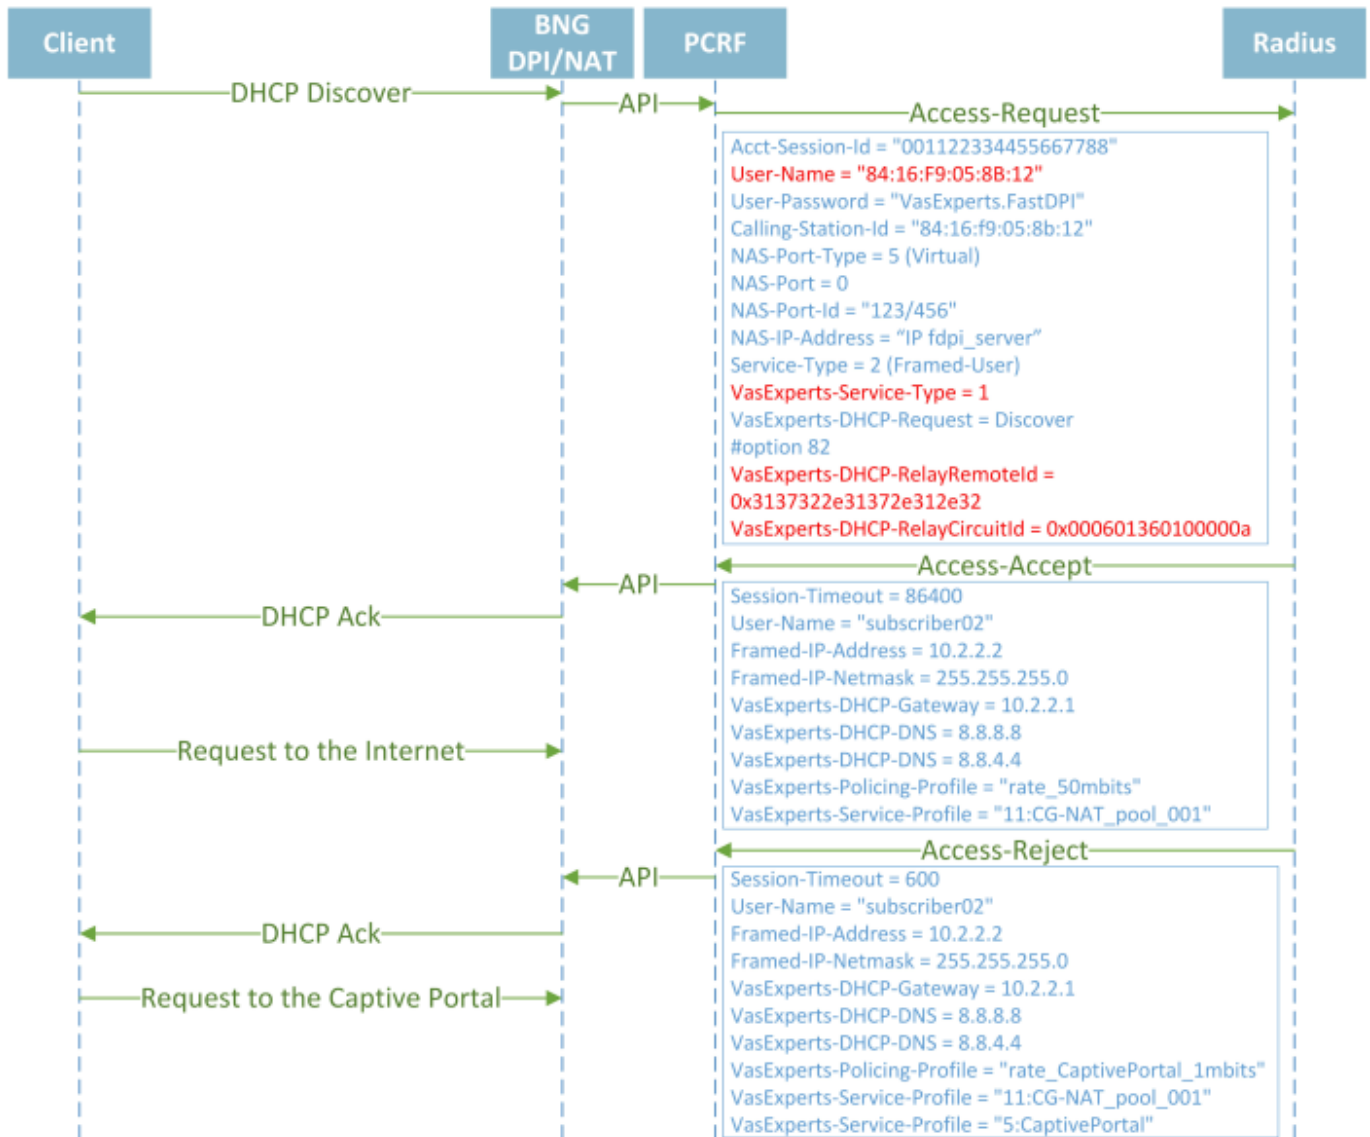 Client
BNG
DPI/NAT
PCRF
Radius
DHCP Discover
API
Access-Request
Acct-Session-Id = "001122334455667788"
User-Name = "84:16:F9:05:8B:12"
User-Password = "VasExperts.FastDPI"
Calling-Station-Id = "84:16:f9:05:8b:12"
NAS-Port-Type = 5 (Virtual)
NAS-Port = 0
NAS-Port-Id = "123/456"
NAS-IP-Address = “IP fdpi_server”
Service-Type = 2 (Framed-User)
VasExperts-Service-Type = 1
VasExperts-DHCP-Request = Discover
#option 82
VasExperts-DHCP-RelayRemoteId =
0x3137322e31372e312e32
VasExperts-DHCP-RelayCircuitId = 0x000601360100000a
Access-Accept
API
DHCP Ack
Session-Timeout = 86400
User-Name = "subscriber02"
Framed-IP-Address = 10.2.2.2
Framed-IP-Netmask = 255.255.255.0
VasExperts-DHCP-Gateway = 10.2.2.1
VasExperts-DHCP-DNS = 8.8.8.8
VasExperts-DHCP-DNS = 8.8.4.4
VasExperts-Policing-Profile = "rate_50mbits"
VasExperts-Service-Profile = "11:CG-NAT_pool_001"
Request to the Internet
Access-Reject
API
DHCP Ack
Session-Timeout = 600
User-Name = "subscriber02"
Framed-IP-Address = 10.2.2.2
Framed-IP-Netmask = 255.255.255.0
VasExperts-DHCP-Gateway = 10.2.2.1
VasExperts-DHCP-DNS = 8.8.8.8
VasExperts-DHCP-DNS = 8.8.4.4
VasExperts-Policing-Profile = "rate_CaptivePortal_1mbits"
VasExperts-Service-Profile = "11:CG-NAT_pool_001"
VasExperts-Service-Profile = "5:CaptivePortal"
Request to the Captive Portal